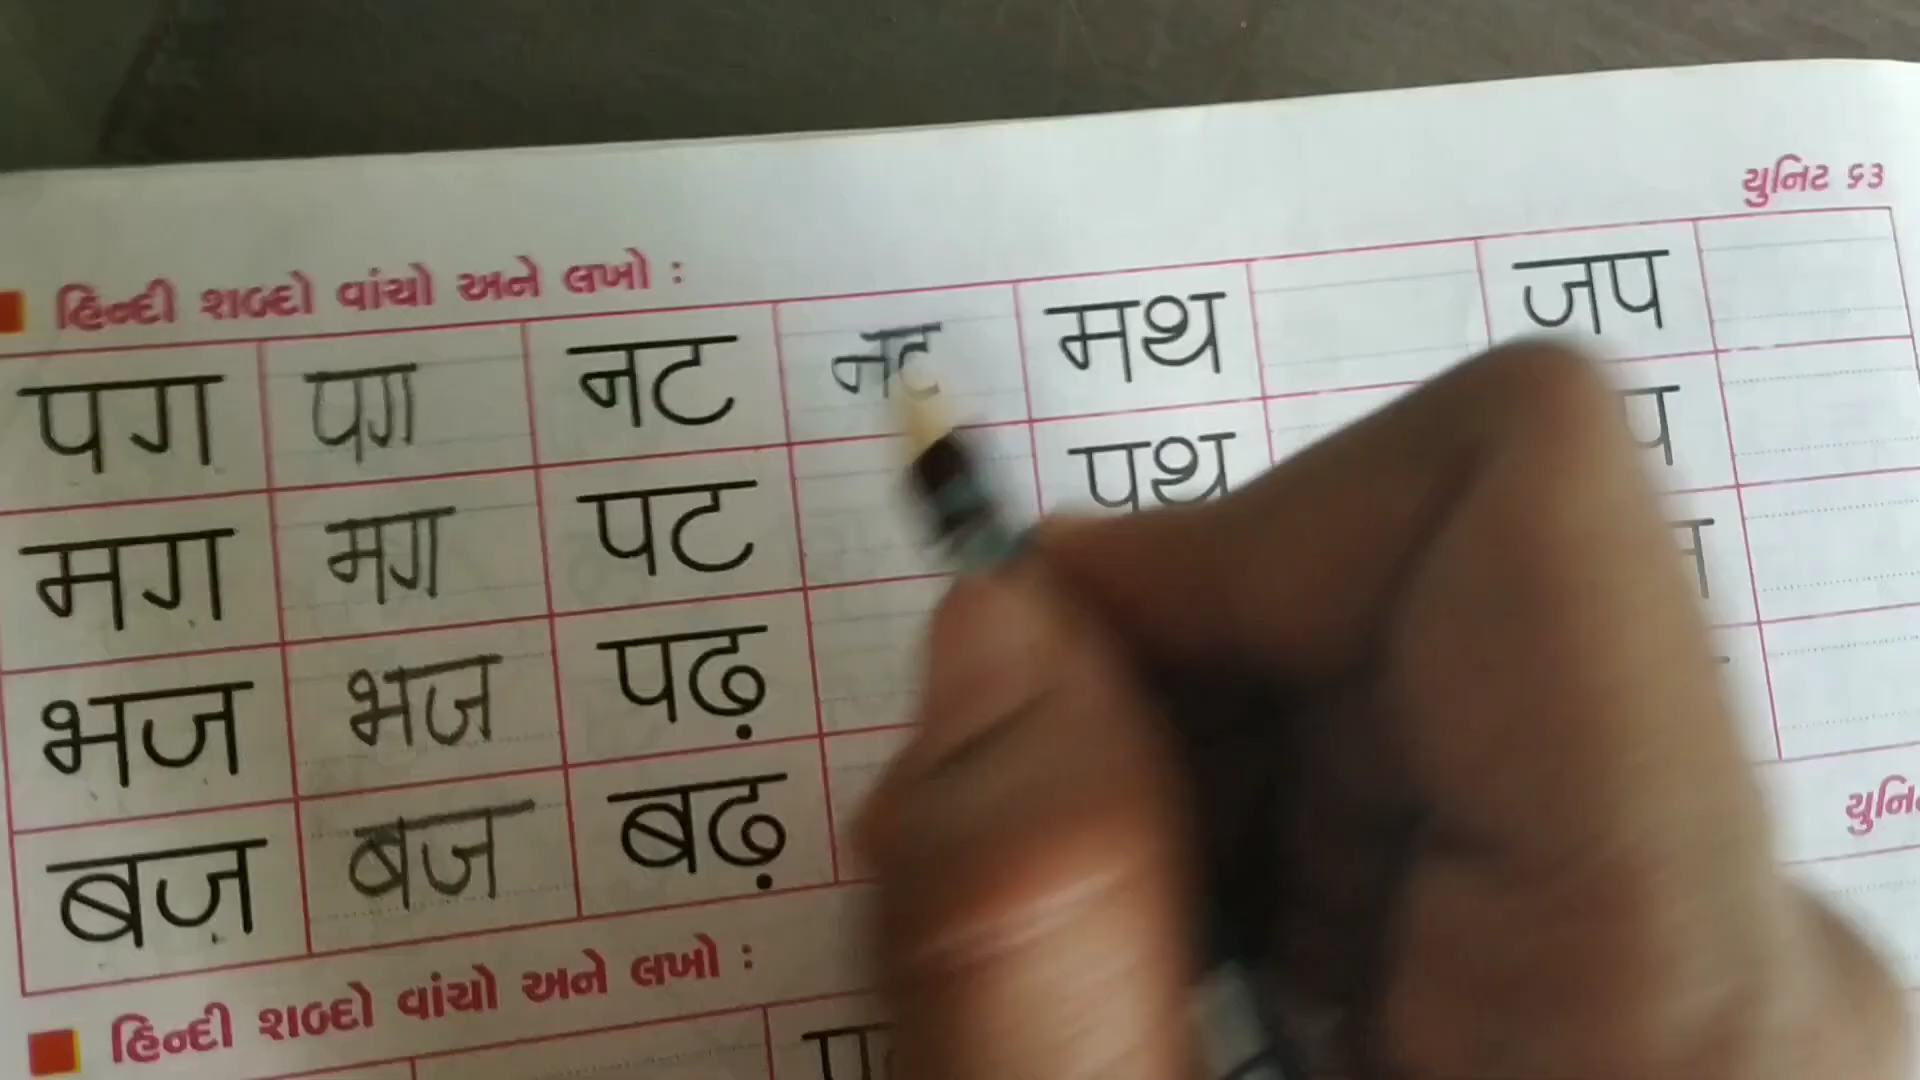 યુનિટ ૬૩
હિન્દી શબ્દો વાંચો અને લખો :
पग पग नट नट मथ जप
मग मग पट पथ
भज भज पढ़
बज बज बढ़
હિન્દી શબ્દો વાંચો અને લખો :